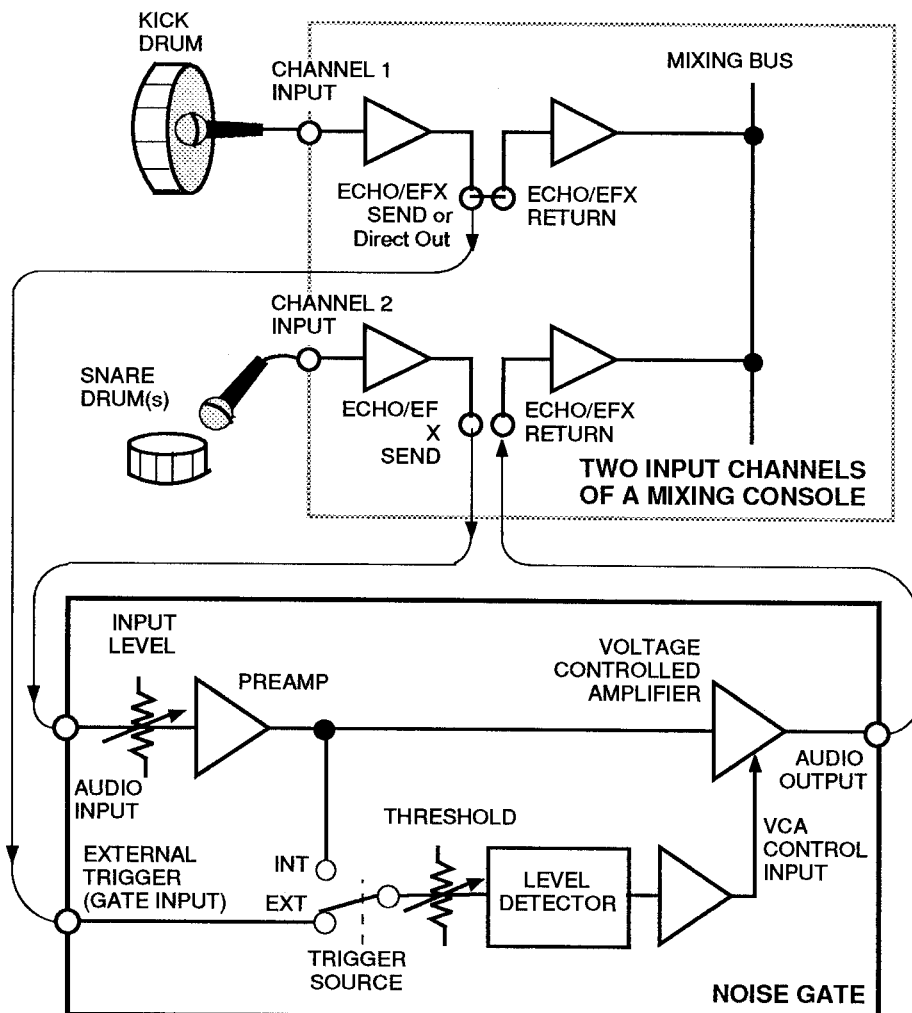 KICK
DRUM
CHANNEL 1
INPUT
MIXING BUS
ECHO/EFX
SEND or
Direct Out
ECHO/EFX
RETURN
CHANNEL 2
INPUT
SNARE
DRUM(s)
ECHO/EF
X
SEND
ECHO/EFX
RETURN
TWO INPUT CHANNELS
OF A MIXING CONSOLE
INPUT
LEVEL
PREAMP
VOLTAGE
CONTROLLED
AMPLIFIER
AUDIO
INPUT
AUDIO
OUTPUT
THRESHOLD
VCA
CONTROL
INPUT
EXTERNAL
TRIGGER
(GATE INPUT)
INT
EXT
LEVEL
DETECTOR
TRIGGER
SOURCE
NOISE GATE